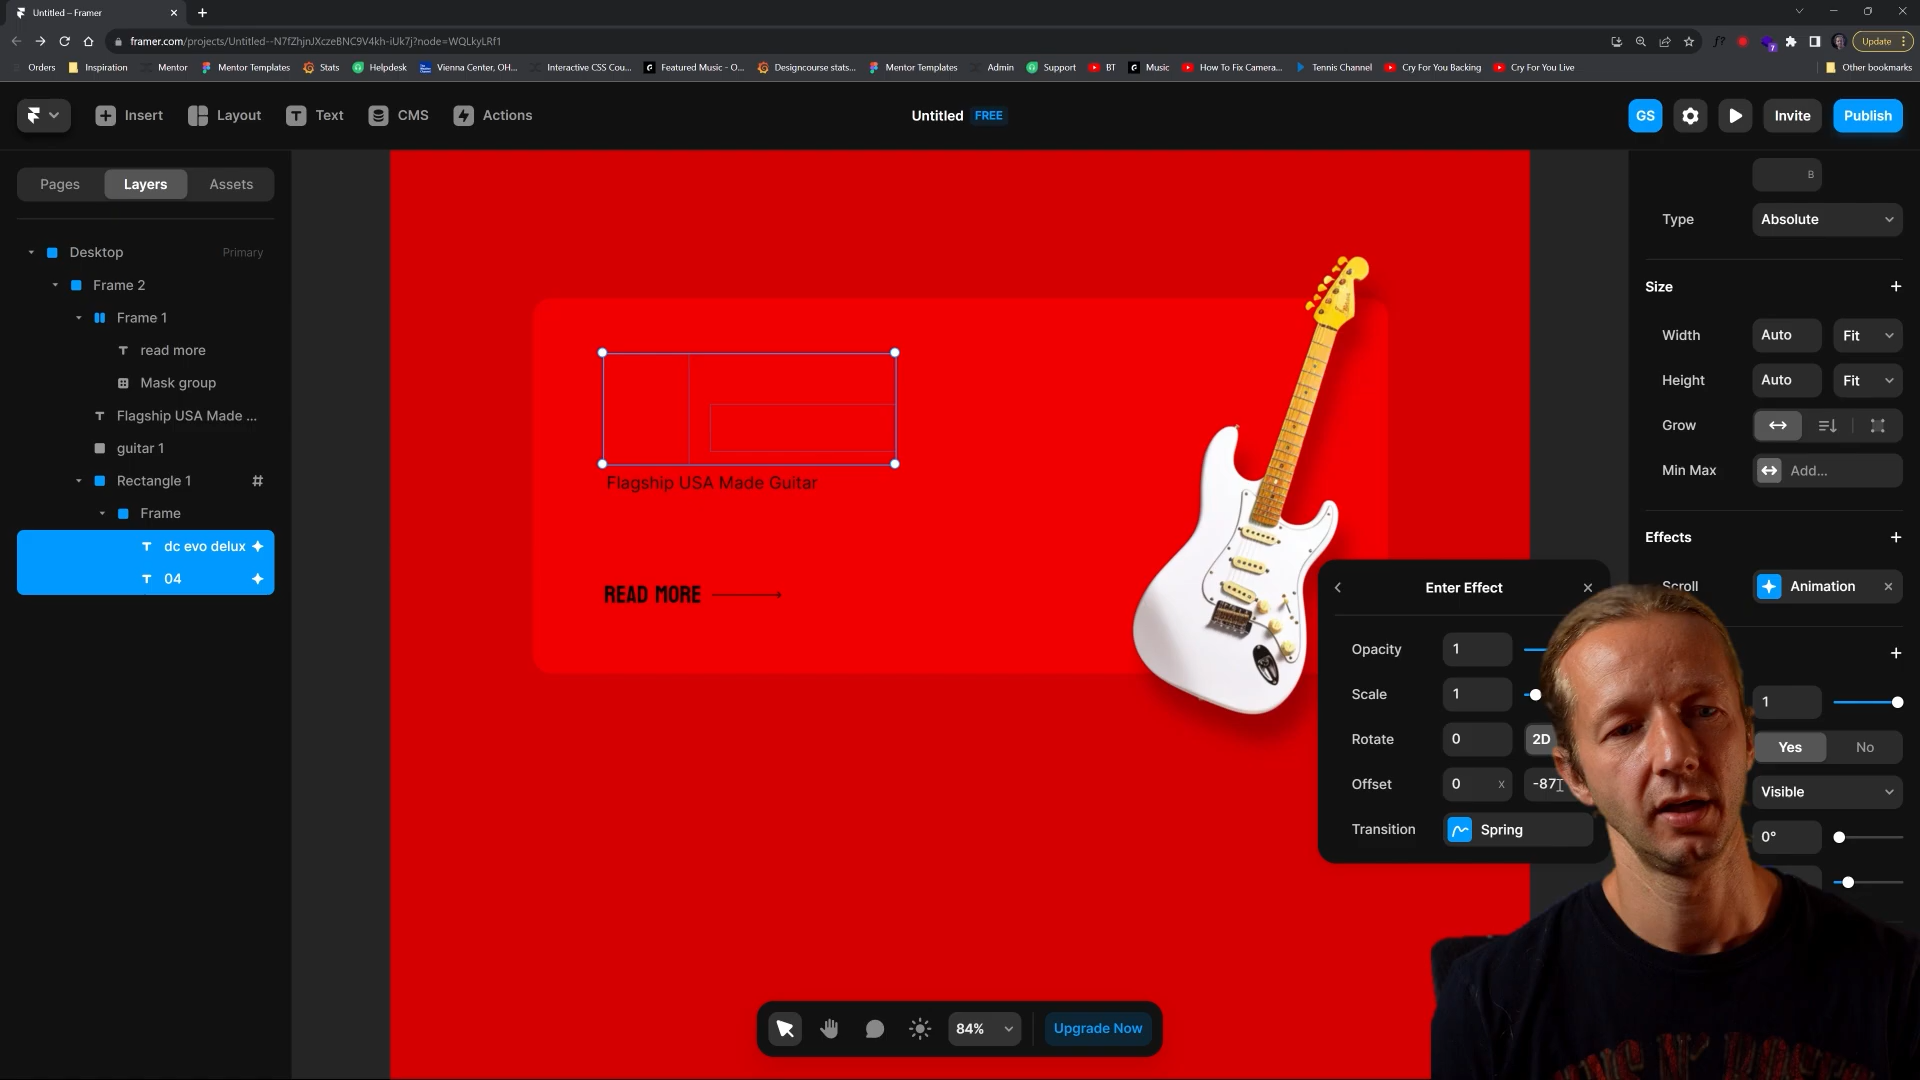 Untitled – Framer
framer.com/projects/Untitled--N7fZhjnJXczeBNC9V4kh-iUk7j?node=WQLkyLRf1
Update
Orders
Inspiration
Mentor
Mentor Templates
Stats
Helpdesk
Vienna Center, OH...
Interactive CSS Cou...
Featured Music - O...
Designcourse stats...
Mentor Templates
Admin
Support
BT
Music
How To Fix Camera...
Tennis Channel
Cry For You Backing
Cry For You Live
Other bookmarks
Insert
Layout
Text
CMS
Actions
Untitled FREE
GS
Invite
Publish
Pages
Layers
Assets
Desktop
Primary
Frame 2
Frame 1
read more
Mask group
Flagship USA Made ...
guitar 1
Rectangle 1
Frame
dc evo delux
04
Flagship USA Made Guitar
READ MORE
B
Type
Absolute
Size
Width
Auto
Fit
Height
Auto
Fit
Grow
Min Max
Add...
Effects
Scroll
Animation
1
Yes
No
Visible
0°
Enter Effect
Opacity
1
Scale
1
Rotate
0
2D
Offset
0
X
-87
Transition
Spring
84%
Upgrade Now